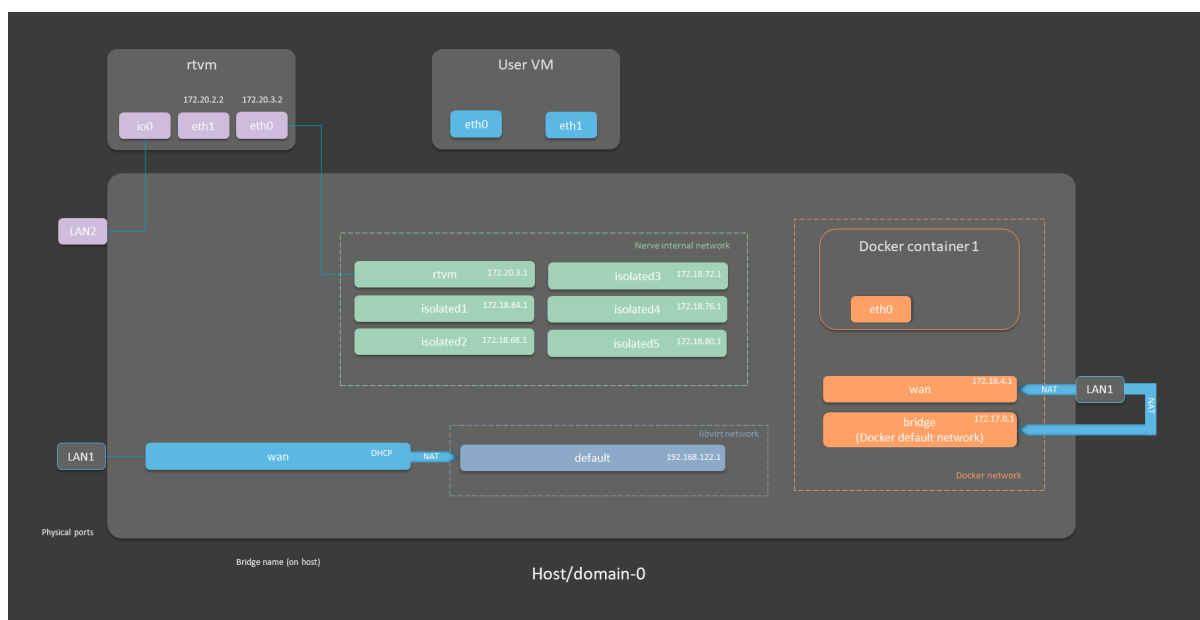 rtvm
User VM
172.20.2.2
172.20.3.2
io0
eth1
eth0
eth0
eth1
LAN2
Nerve internal network
rtvm
172.20.3.1
isolated3
172.18.72.1
isolated1
172.18.64.1
isolated4
172.18.76.1
isolated2
172.18.68.1
isolated5
172.18.80.1
Docker container 1
eth0
wan
172.18.4.1
NAT
LAN1
NAT
bridge
(Docker default network)
172.17.0.1
Docker network
LAN1
wan
DHCP
NAT
libvirt network
default
192.168.122.1
Physical ports
Bridge name (on host)
Host/domain-0